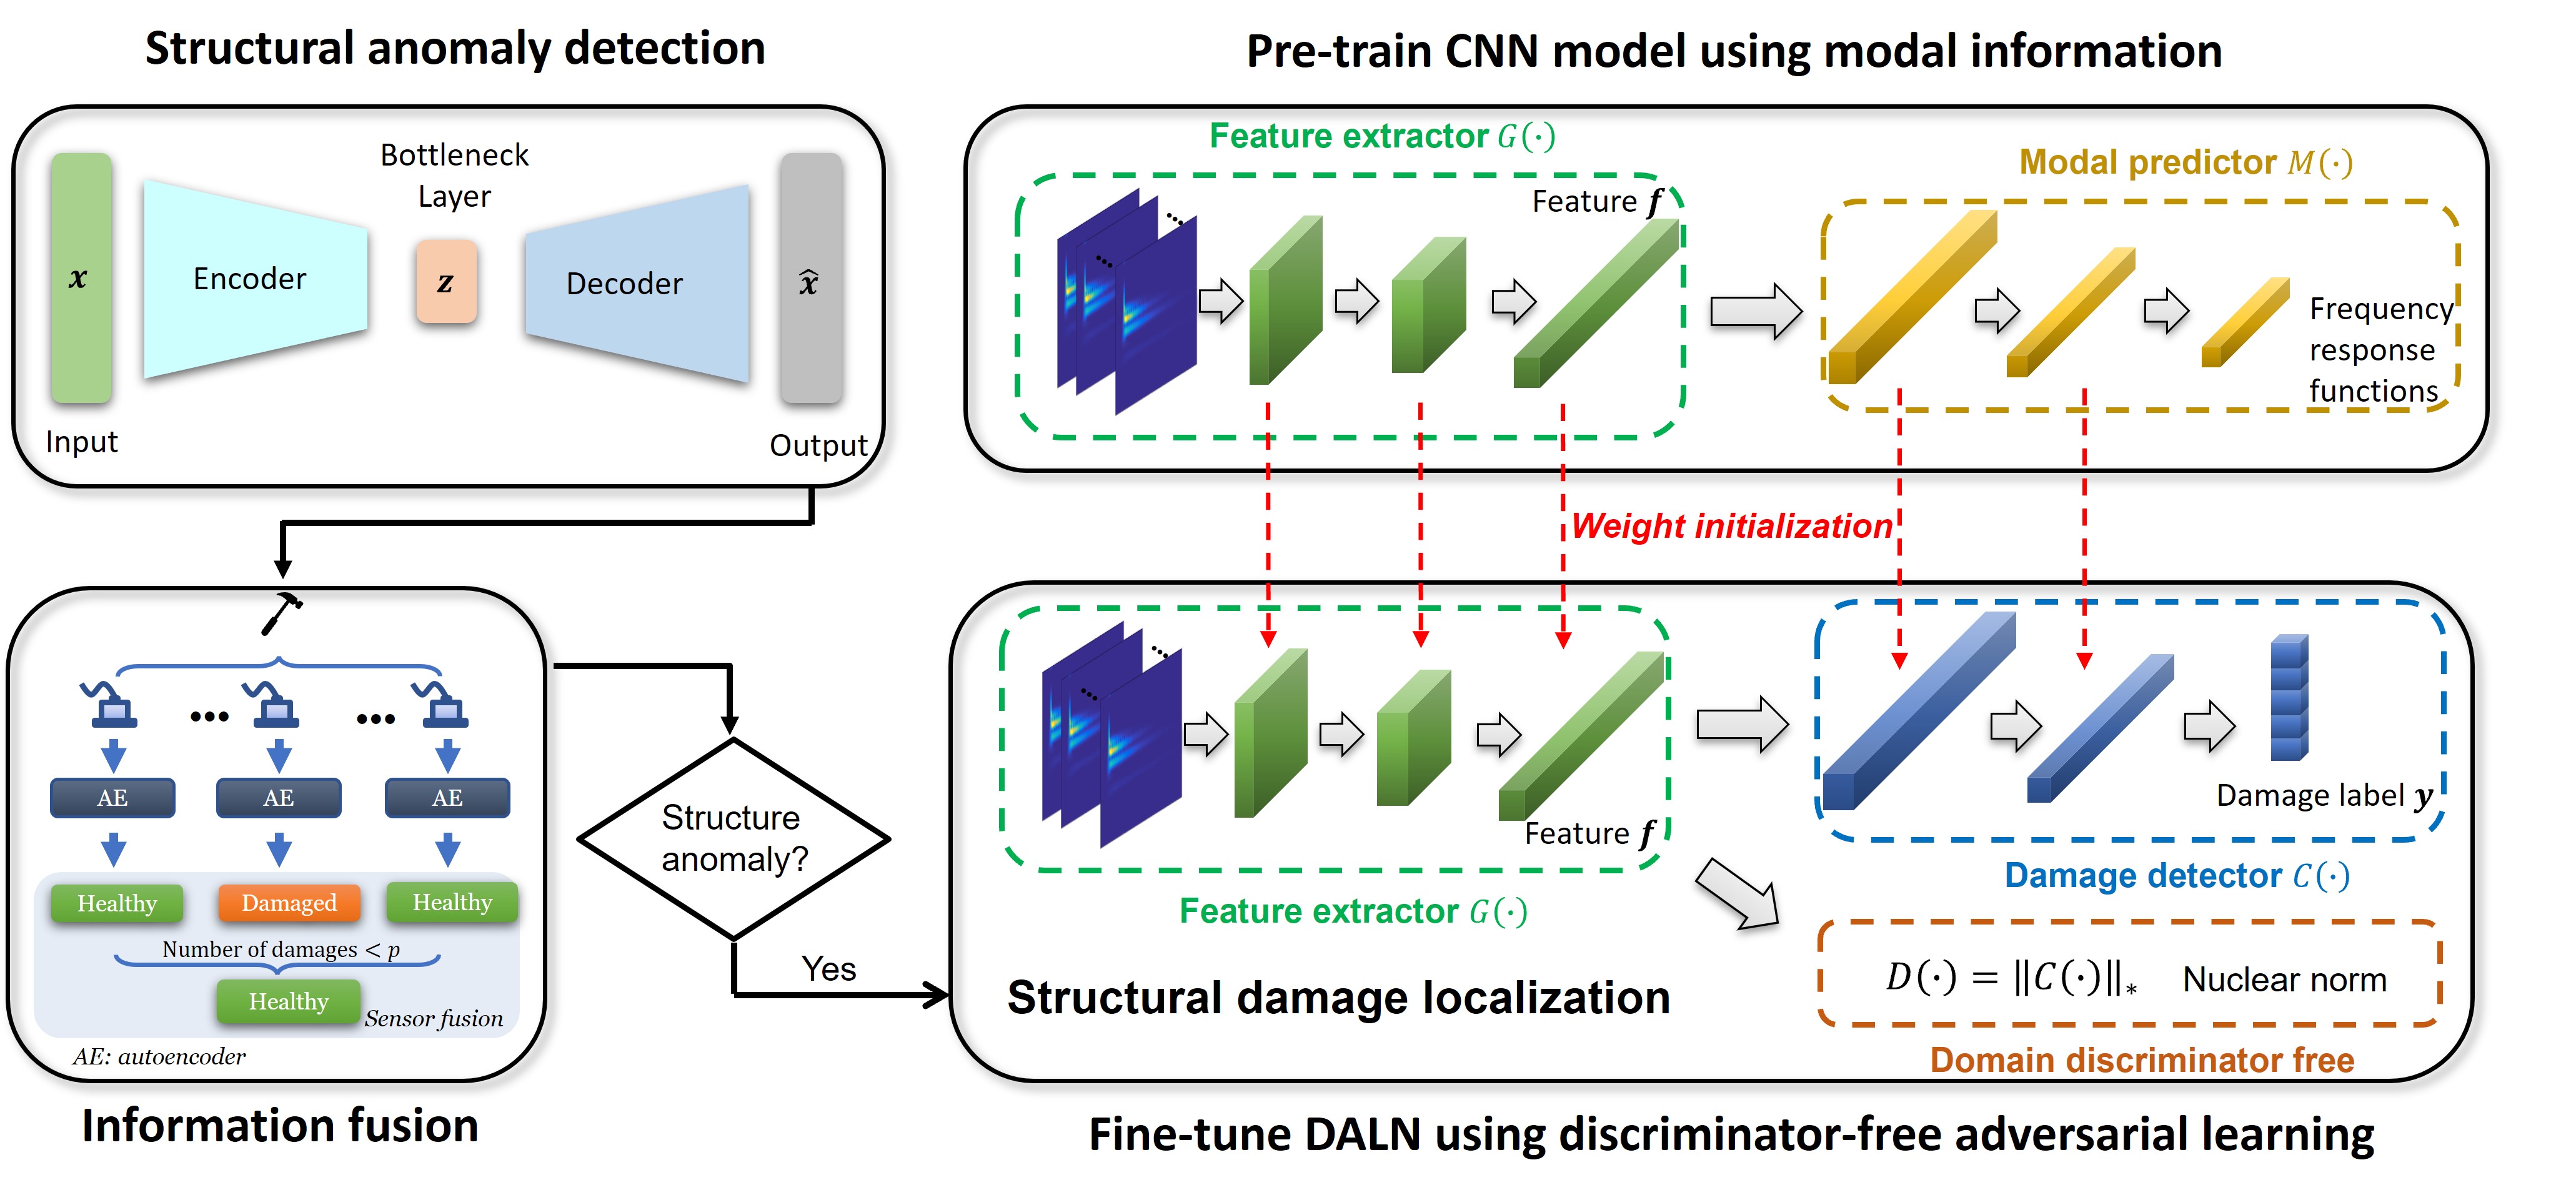 Structural anomaly detection
Bottleneck
Layer
x
Encoder
z
Decoder
x̂
Input
Output
Pre-train CNN model using modal information
Feature extractor G(·)
Feature f
Modal predictor M(·)
Frequency
response
functions
Weight initialization
AE
AE
AE
Healthy
Damaged
Healthy
Number of damages < p
Healthy
Sensor fusion
AE: autoencoder
Information fusion
Structure
anomaly?
Yes
Feature f
Feature extractor G(·)
Structural damage localization
Damage label y
Damage detector C(·)
D(·) = ‖C(·)‖* Nuclear norm
Domain discriminator free
Fine-tune DALN using discriminator-free adversarial learning